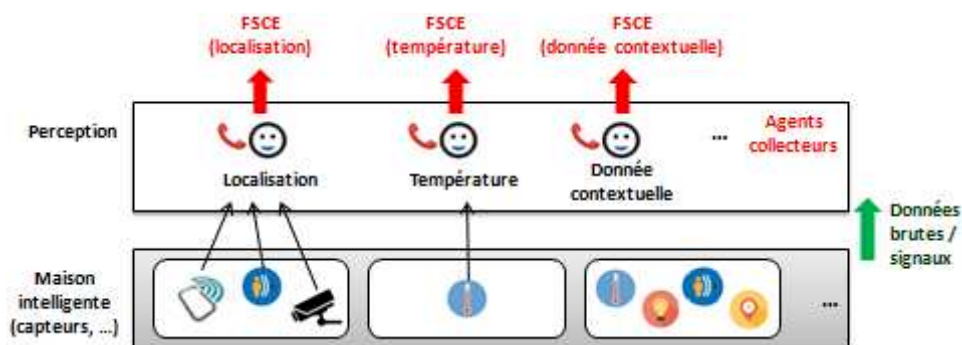 FSCE
(localisation)
FSCE
(température)
FSCE
(donnée contextuelle)
Perception
Localisation
Température
Donnée
contextuelle
...
Agents
collecteurs
Données
brutes /
signaux
Maison
intelligente
(capteurs, ...)
...